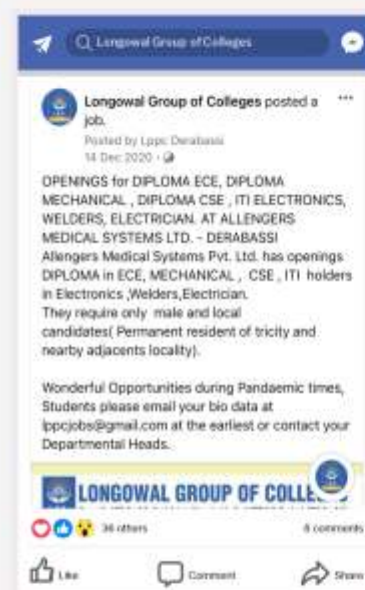 Longowal Group of Colleges
Longowal Group of Colleges posted a
job.
Posted by Lppc Derabassi
14 Dec 2020 ·
OPENINGS for DIPLOMA ECE, DIPLOMA
MECHANICAL , DIPLOMA CSE , ITI ELECTRONICS,
WELDERS, ELECTRICIAN. AT ALLENGERS
MEDICAL SYSTEMS LTD. - DERABASSI
Allengers Medical Systems Pvt. Ltd. has openings
DIPLOMA in ECE, MECHANICAL , CSE , ITI holders
in Electronics ,Welders,Electrician.
They require only male and local
candidates( Permanent resident of tricity and
nearby adjacents locality).
Wonderful Opportunities during Pandaemic times,
Students please email your bio data at
lppcjobs@gmail.com at the earliest or contact your
Departmental Heads.
LONGOWAL GROUP OF COLLE
36 others
6 comments
Like
Comment
Share